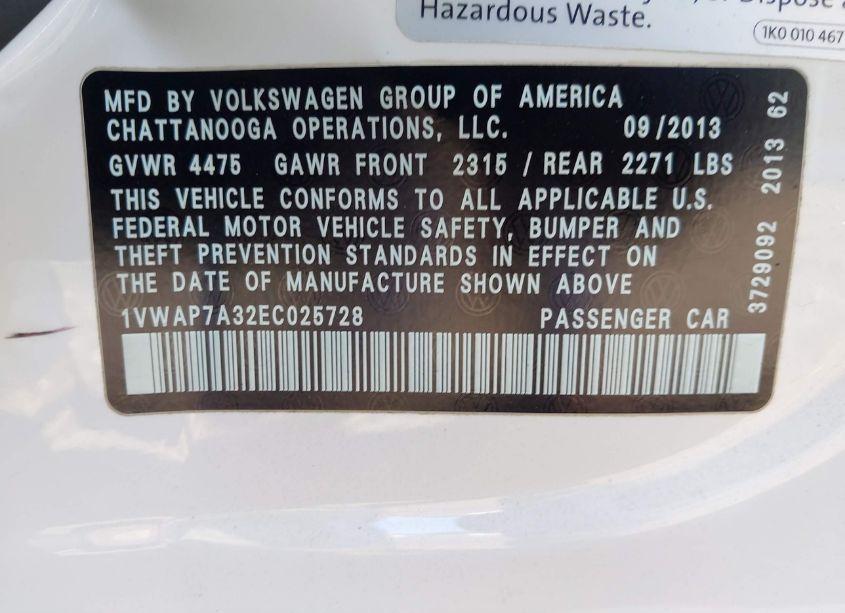 Hazardous Waste.
1K0 010 467
MFD BY VOLKSWAGEN GROUP OF AMERICA
CHATTANOOGA OPERATIONS, LLC. 09/2013
GVWR 4475 GAWR FRONT 2315 / REAR 2271 LBS
THIS VEHICLE CONFORMS TO ALL APPLICABLE U.S.
FEDERAL MOTOR VEHICLE SAFETY, BUMPER AND
THEFT PREVENTION STANDARDS IN EFFECT ON
THE DATE OF MANUFACTURE SHOWN ABOVE
1VWAP7A32EC025728 PASSENGER CAR
3729092 2013 62